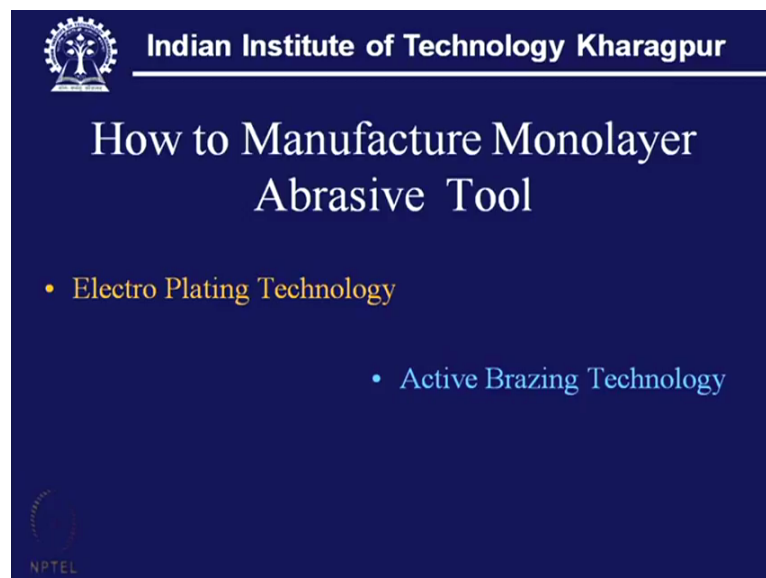 Indian Institute of Technology Kharagpur
How to Manufacture Monolayer
Abrasive Tool
• Electro Plating Technology
• Active Brazing Technology
NPTEL